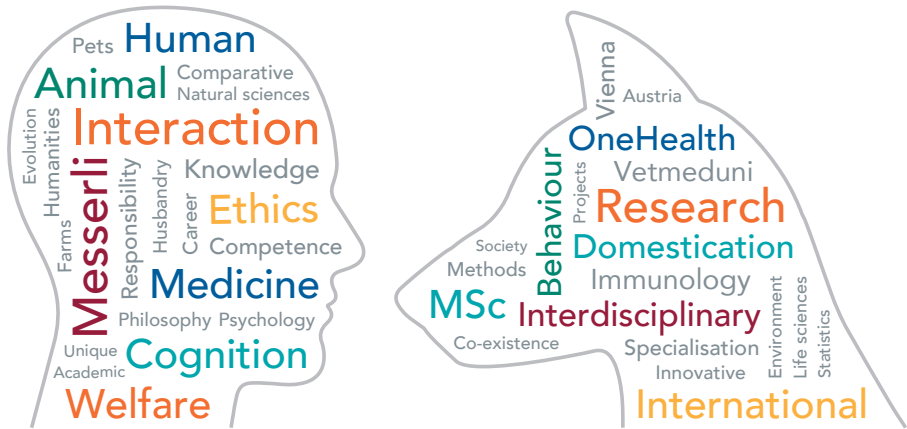 Pets Human
Animal
Comparative
Natural sciences
Interaction
Evolution
Humanities
Messerli
Responsibility
Husbandry
Career
Knowledge
Ethics
Competence
Farms
Medicine
Philosophy Psychology
Unique
Academic
Cognition
Welfare
Vienna
Austria
OneHealth
Behaviour
Projects
Vetmeduni
Research
Society
Methods
Domestication
Immunology
MSc
Interdisciplinary
Co-existence
Specialisation
Innovative
Environment
Life sciences
Statistics
International